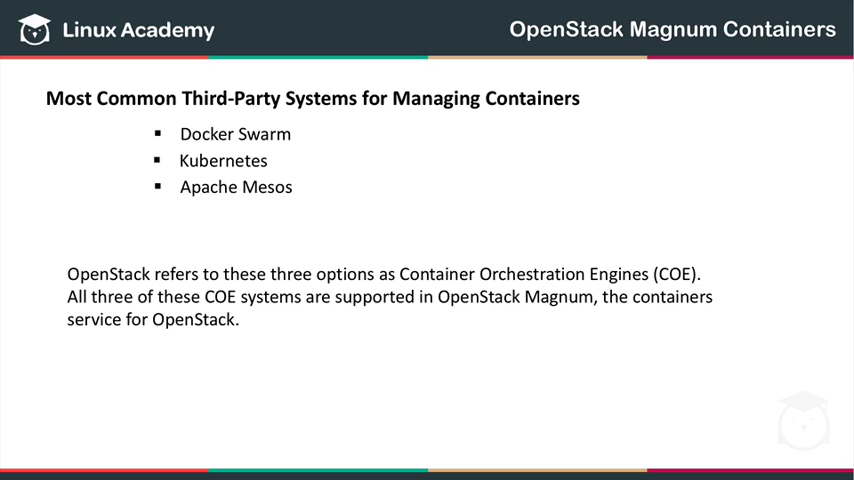 Linux Academy
OpenStack Magnum Containers
Most Common Third-Party Systems for Managing Containers
▪ Docker Swarm
▪ Kubernetes
▪ Apache Mesos
OpenStack refers to these three options as Container Orchestration Engines (COE).
All three of these COE systems are supported in OpenStack Magnum, the containers
service for OpenStack.